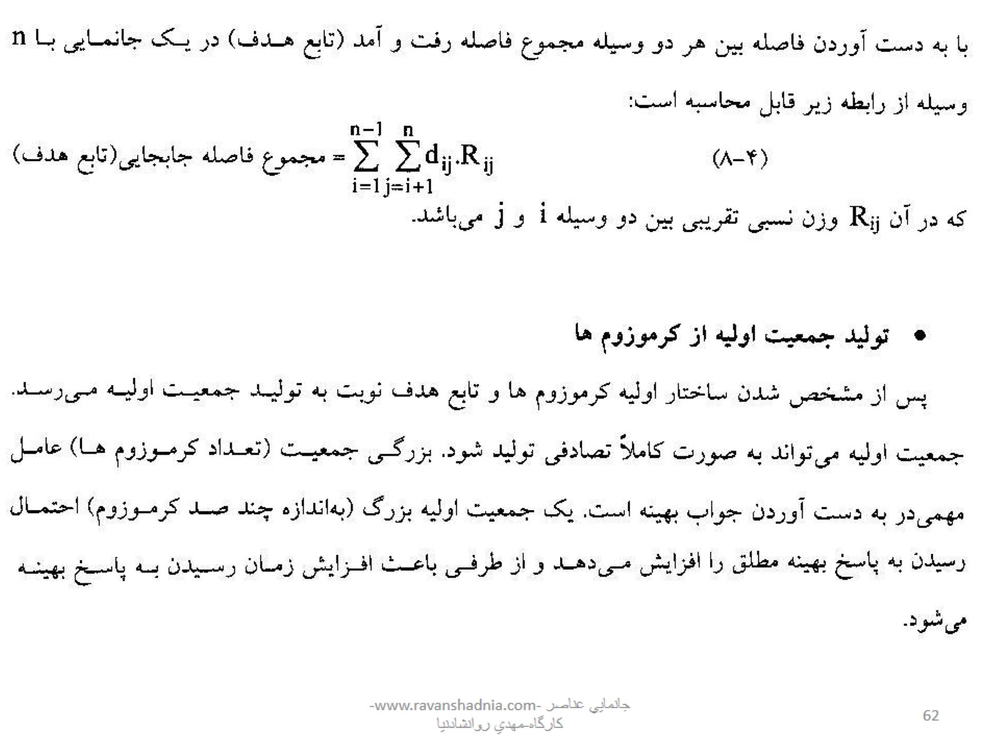 با به دست آوردن فاصله بین هر دو وسیله مجموع فاصله رفت و آمد (تابع هدف) در یک جانمایی با n
وسیله از رابطه زیر قابل محاسبه است:
(۸-۴) مجموع فاصله جابجایی(تابع هدف) = \sum_{i=1}^{n-1} \sum_{j=i+1}^{n} d_{ij}.R_{ij}
که در آن R_{ij} وزن نسبی تقریبی بین دو وسیله i و j می‌باشد.
• تولید جمعیت اولیه از کرموزوم ها
پس از مشخص شدن ساختار اولیه کرموزوم ها و تابع هدف نوبت به تولید جمعیت اولیه می‌رسد.
جمعیت اولیه می‌تواند به صورت کاملاً تصادفی تولید شود. بزرگی جمعیت (تعداد کرموزوم ها) عامل
مهمی‌در به دست آوردن جواب بهینه است. یک جمعیت اولیه بزرگ (به‌اندازه چند صد کرموزوم) احتمال
رسیدن به پاسخ بهینه مطلق را افزایش می‌دهد و از طرفی باعث افزایش زمان رسیدن به پاسخ بهینه
می‌شود.
جانمایي عناصر -www.ravanshadnia.com-
کارگاه-مهدي روانشادنیا
62